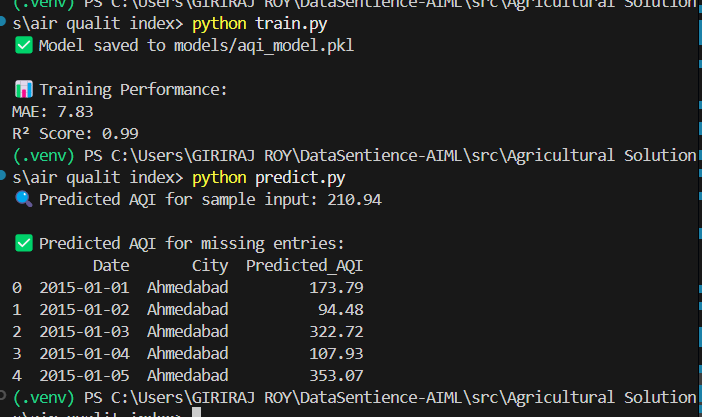 (.venv) PS C:\Users\GIRIRAJ ROY\DataSentience-AIML\src\Agricultural Solution
s\air qualit index> python train.py
✅ Model saved to models/aqi_model.pkl
📊 Training Performance:
MAE: 7.83
R² Score: 0.99
(.venv) PS C:\Users\GIRIRAJ ROY\DataSentience-AIML\src\Agricultural Solution
s\air qualit index> python predict.py
🔍 Predicted AQI for sample input: 210.94
✅ Predicted AQI for missing entries:
Date City Predicted_AQI
0 2015-01-01 Ahmedabad 173.79
1 2015-01-02 Ahmedabad 94.48
2 2015-01-03 Ahmedabad 322.72
3 2015-01-04 Ahmedabad 107.93
4 2015-01-05 Ahmedabad 353.07
(.venv) PS C:\Users\GIRIRAJ ROY\DataSentience-AIML\src\Agricultural Solution
s\air qualit index>